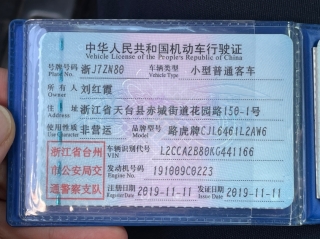 中华人民共和国机动车行驶证
Vehicle License of the People's Republic of China
号牌号码 浙J7ZN80 车辆类型 小型普通客车
Plate No. Vehicle Type
所有人 刘红霞
Owner
住址 浙江省天台县赤城街道花园路150-1号
Address
使用性质 非营运 品牌型号 路虎牌CJL6461L2AW6
Use Character Model
浙江省台州市公安局交通警察支队
车辆识别代号 L2CCA2B80KG441166
VIN
发动机号码 191009C0223
Engine No.
注册日期 2019-11-11 发证日期 2019-11-11
Register Date Issue Date